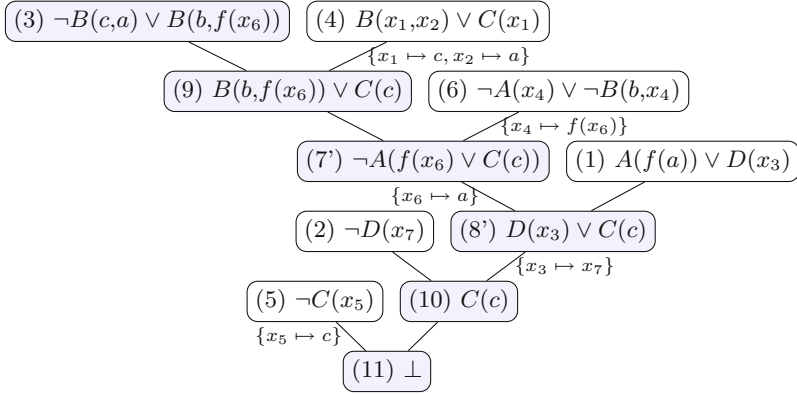 (3) ¬B(c,a) ∨ B(b,f(x₆)) (4) B(x₁,x₂) ∨ C(x₁)
{x₁ ↦ c, x₂ ↦ a}
(9) B(b,f(x₆)) ∨ C(c) (6) ¬A(x₄) ∨ ¬B(b,x₄)
{x₄ ↦ f(x₆)}
(7') ¬A(f(x₆) ∨ C(c)) (1) A(f(a)) ∨ D(x₃)
{x₆ ↦ a}
(2) ¬D(x₇) (8') D(x₃) ∨ C(c)
{x₃ ↦ x₇}
(5) ¬C(x₅) (10) C(c)
{x₅ ↦ c}
(11) ⊥